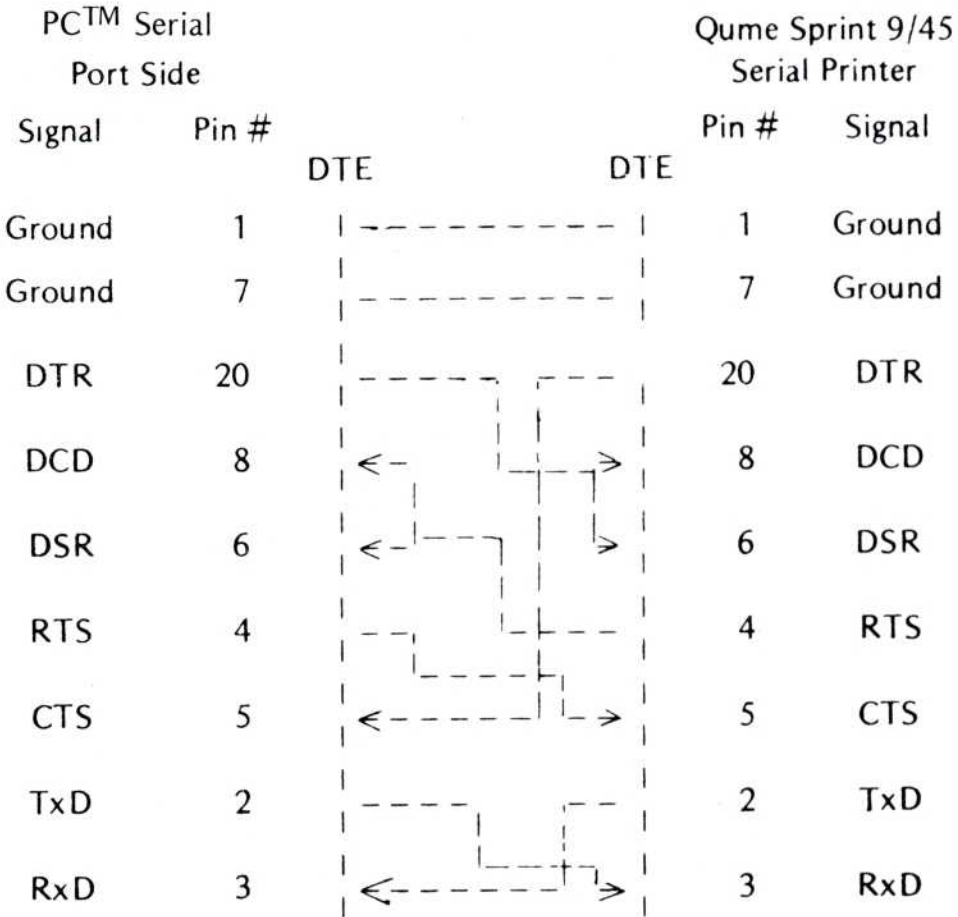 PC™ Serial Qume Sprint 9/45
Port Side Serial Printer
Signal Pin # Pin # Signal
DTE DTE
Ground 1 1 Ground
Ground 7 7 Ground
DTR 20 20 DTR
DCD 8 8 DCD
DSR 6 6 DSR
RTS 4 4 RTS
CTS 5 5 CTS
TxD 2 2 TxD
RxD 3 3 RxD